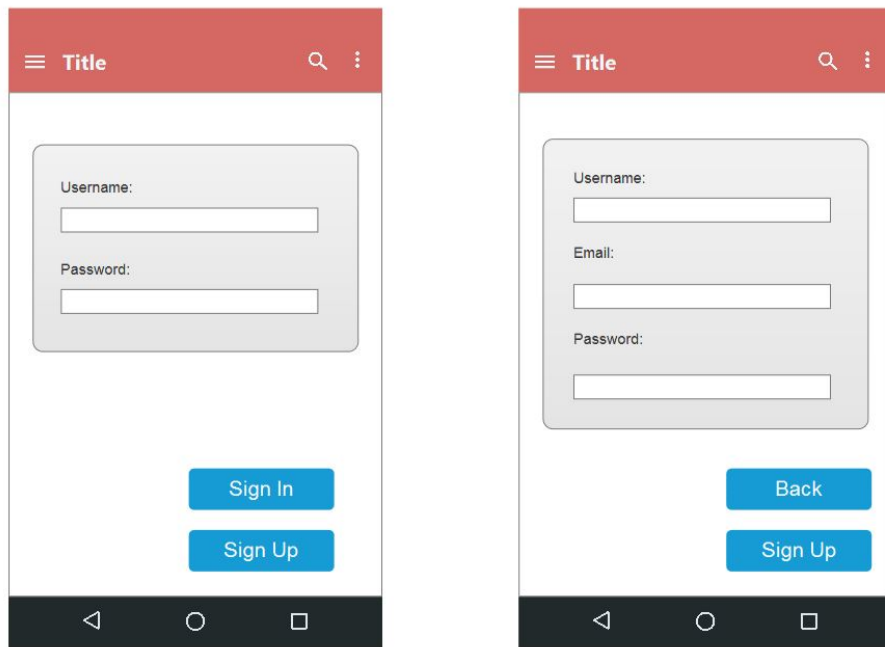 Title
Username:
Password:
Sign In
Sign Up
Title
Username:
Email:
Password:
Back
Sign Up